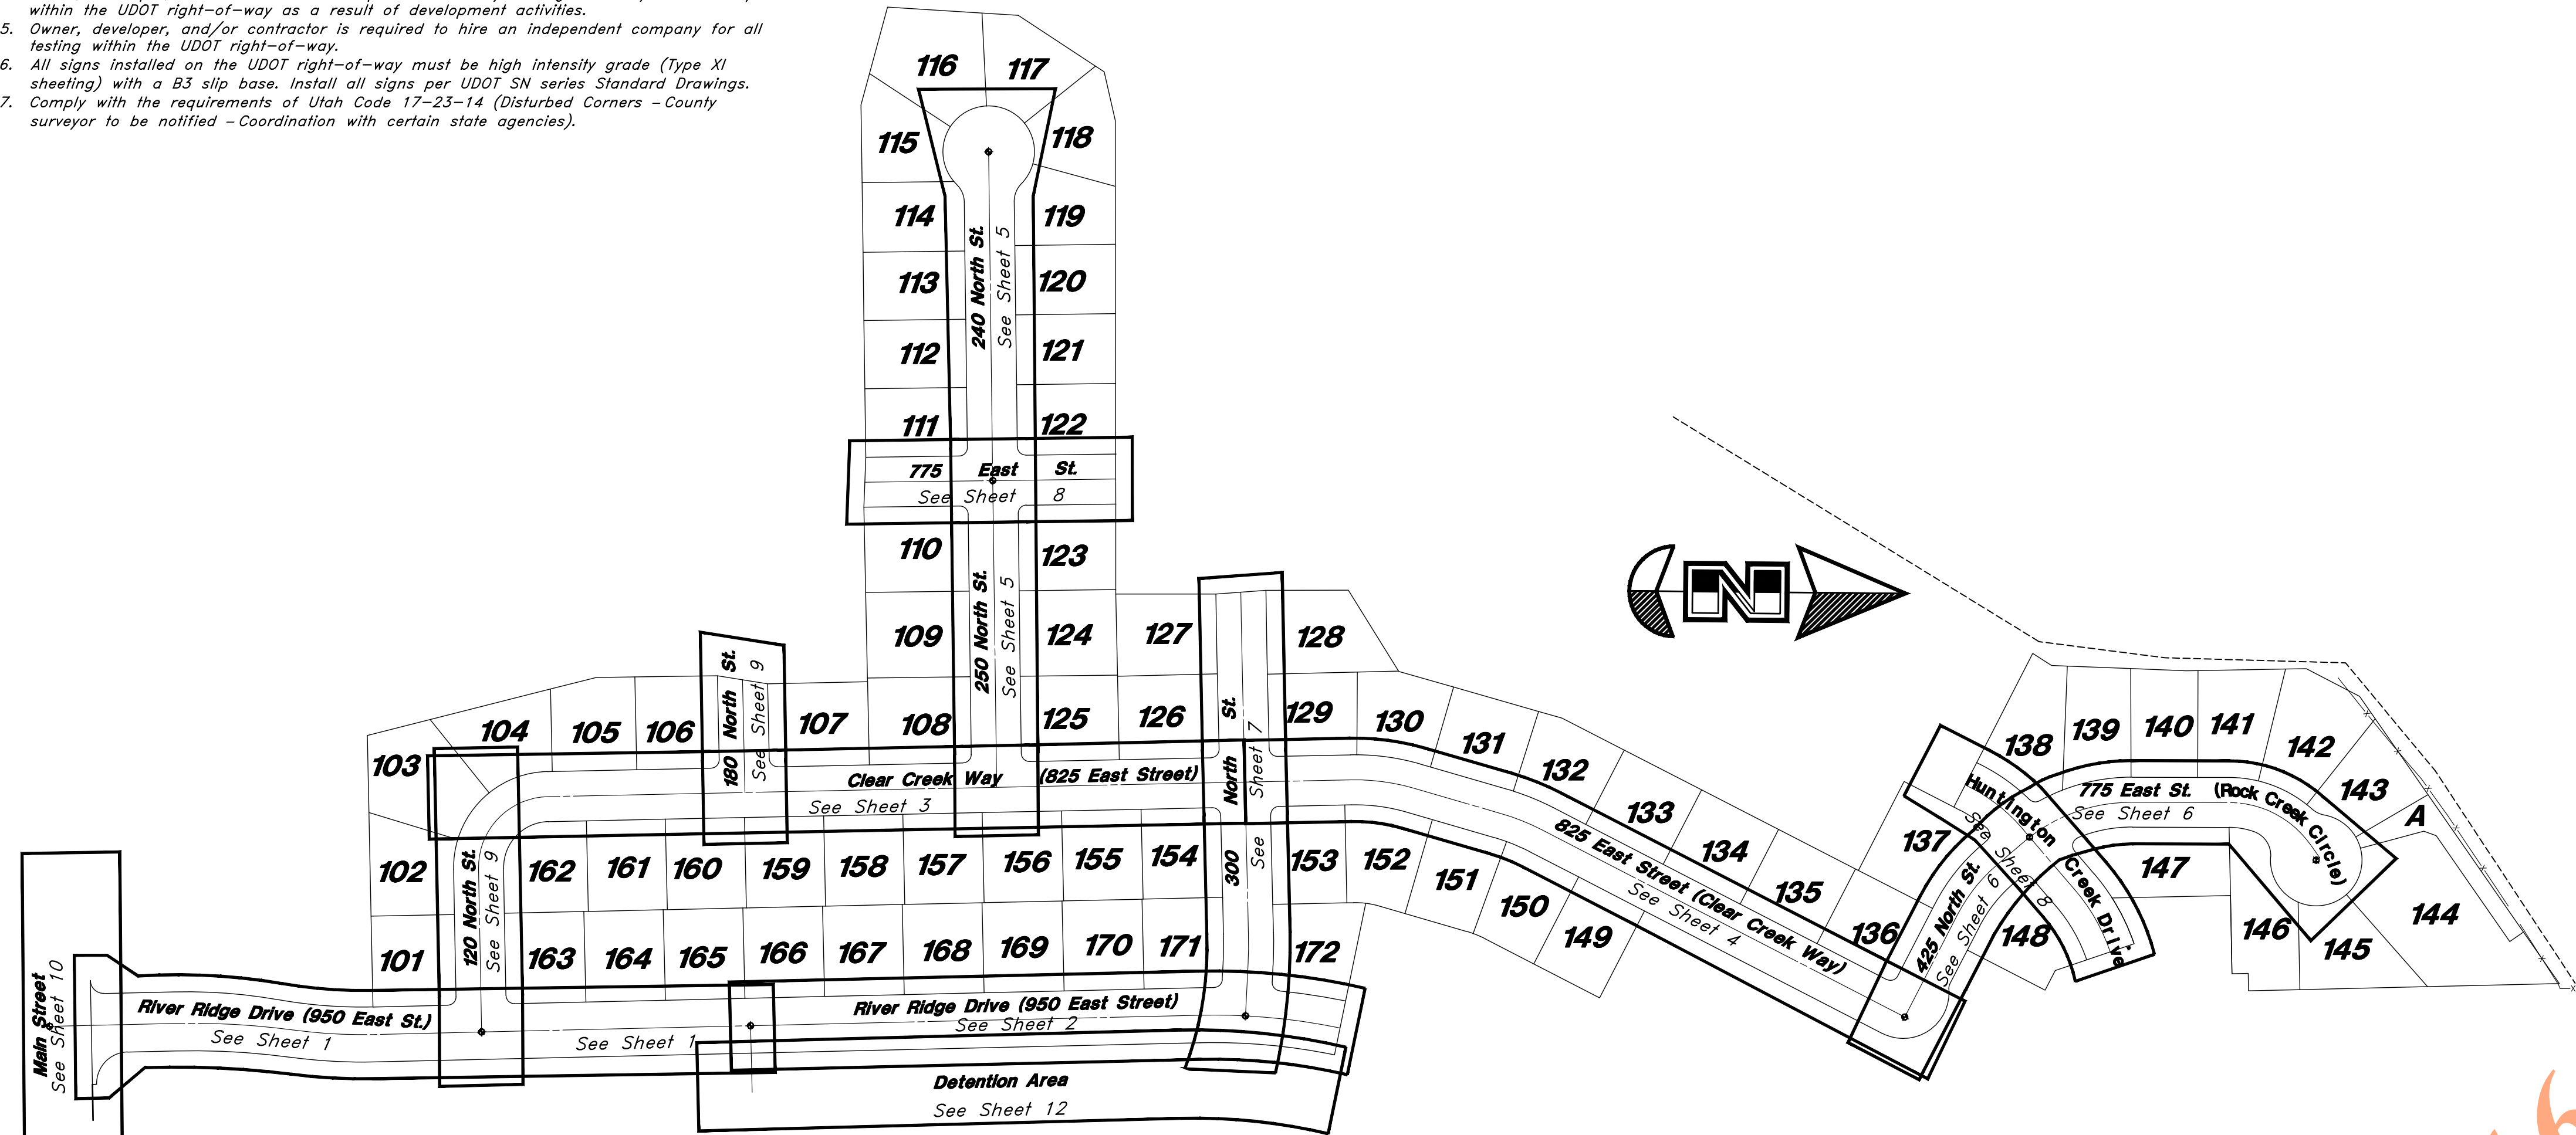 within the UDOT right-of-way as a result of development activities.
5. Owner, developer, and/or contractor is required to hire an independent company for all
testing within the UDOT right-of-way.
6. All signs installed on the UDOT right-of-way must be high intensity grade (Type XI
sheeting) with a B3 slip base. Install all signs per UDOT SN series Standard Drawings.
7. Comply with the requirements of Utah Code 17-23-14 (Disturbed Corners - County
surveyor to be notified - Coordination with certain state agencies).
116
117
115
118
114
119
240 North St.
See Sheet 5
113
120
112
121
111
122
775 East St.
See Sheet 8
110
123
250 North St.
See Sheet 5
109
124
127
128
N
104
105
106
180 North St.
See Sheet 9
107
108
125
126
300 North St.
See Sheet 7
129
130
131
132
133
134
135
136
137
138
139
140
141
142
143
A
103
Clear Creek Way (825 East Street)
See Sheet 3
825 East Street (Clear Creek Way)
See Sheet 4
Huntington Creek Drive
See Sheet 8
775 East St. (Rock Creek Circle)
See Sheet 6
425 North St.
See Sheet 6
102
120 North St.
See Sheet 9
162
161
160
159
158
157
156
155
154
153
152
151
150
149
148
147
146
145
144
101
163
164
165
166
167
168
169
170
171
172
Main Street
See Sheet 10
River Ridge Drive (950 East St.)
See Sheet 1
See Sheet 1
River Ridge Drive (950 East Street)
See Sheet 2
Detention Area
See Sheet 12